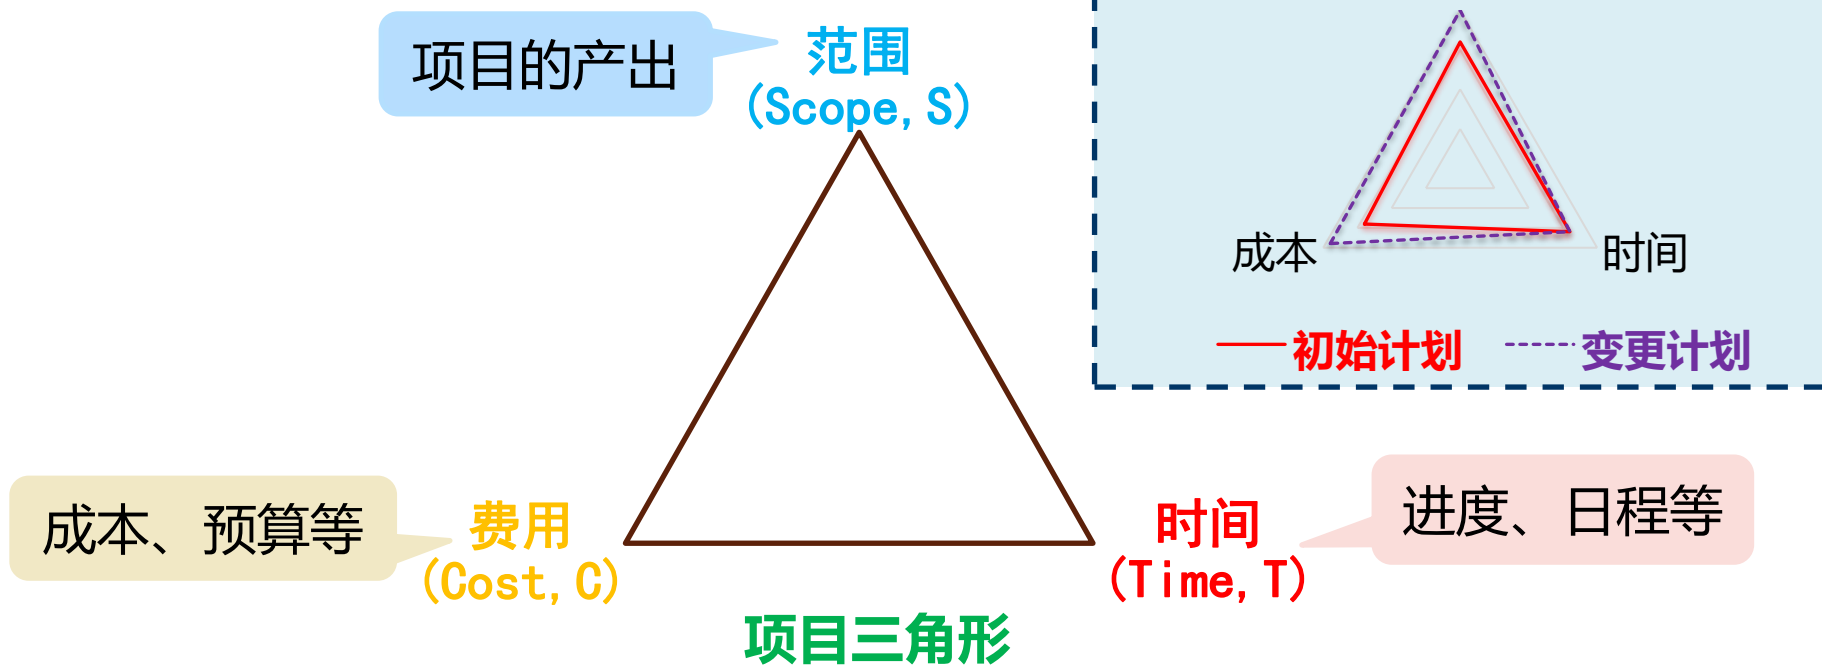 项目的产出
范围
(Scope,S)
成本
时间
初始计划
变更计划
成本、预算等
费用
(Cost,C)
时间
(Time,T)
进度、日程等
项目三角形